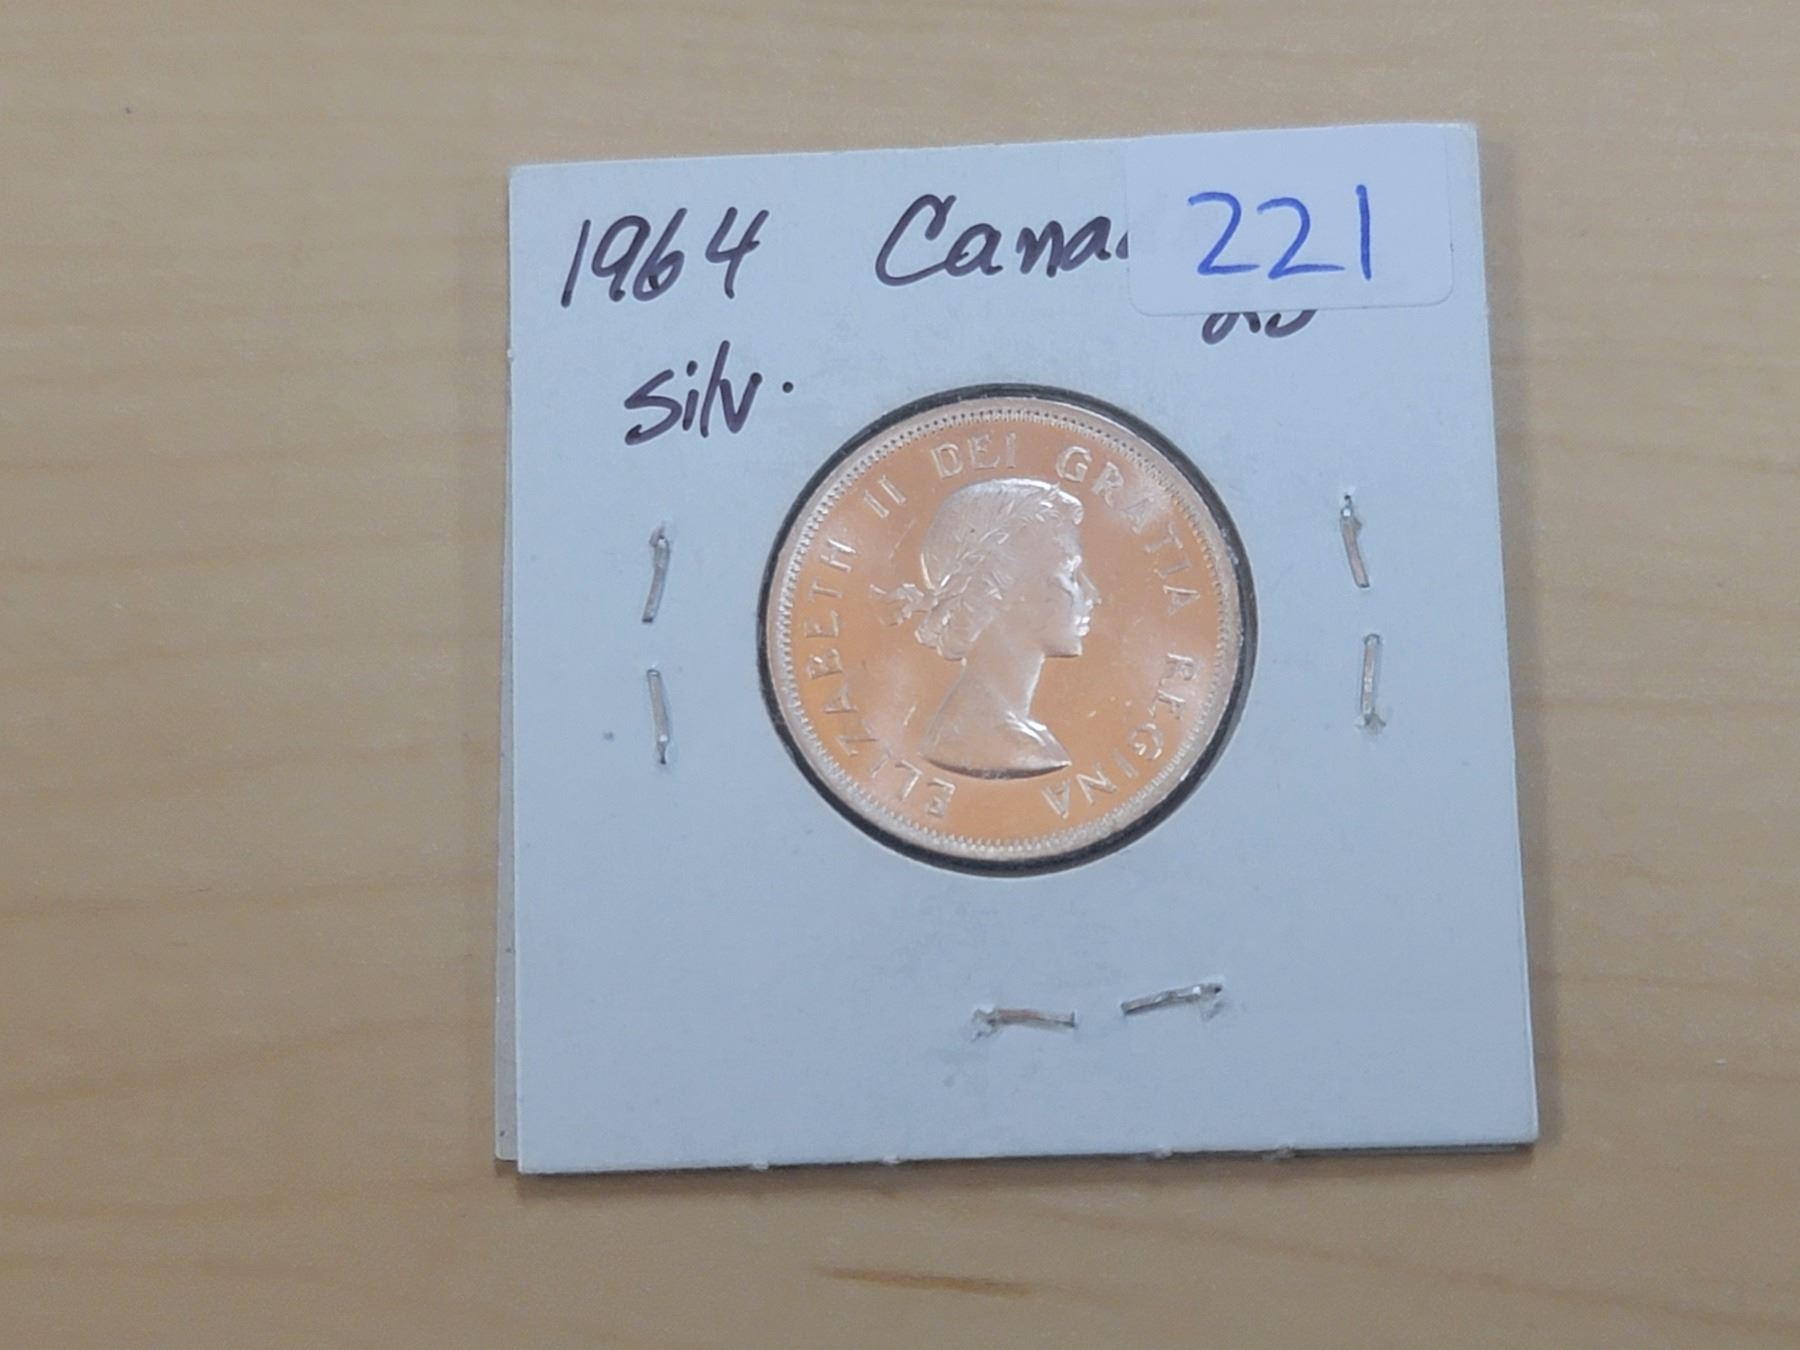 1964 Cana
221
silv.
ELIZABETH II DEI GRATIA REGINA